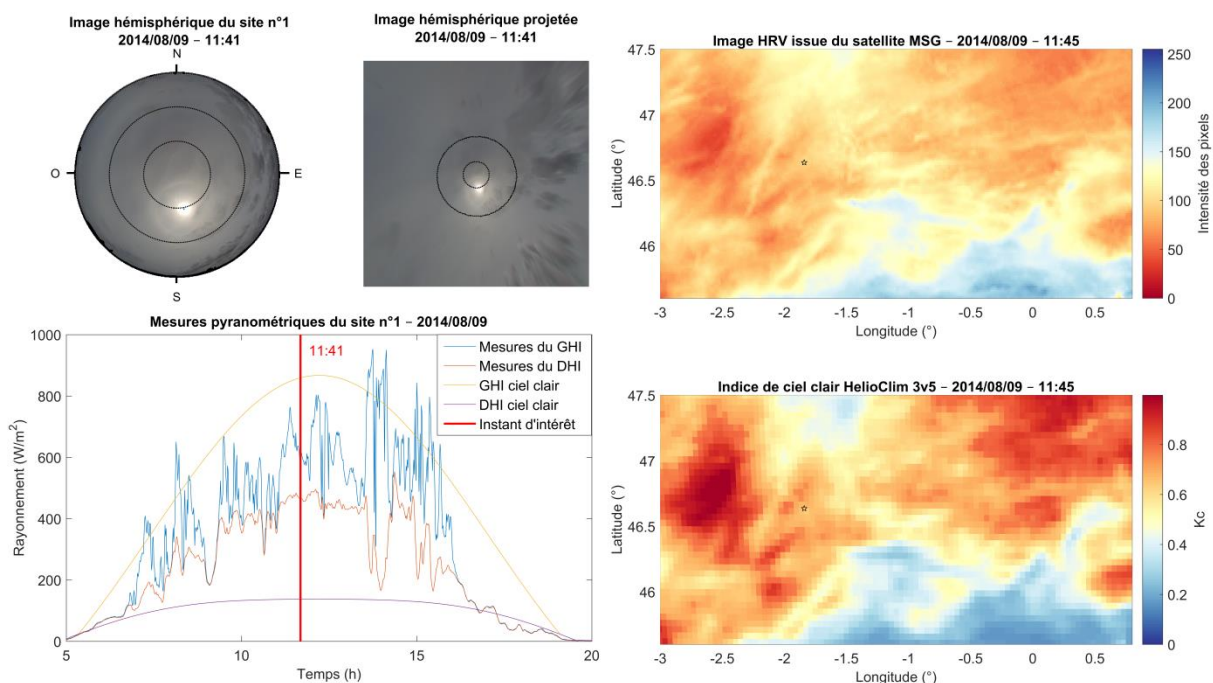 Image hémisphérique du site n°1
2014/08/09 – 11:41
N
O
E
S
Image hémisphérique projetée
2014/08/09 – 11:41
Image HRV issue du satellite MSG – 2014/08/09 – 11:45
47.5
47
46.5
46
Latitude (°)
-3
-2.5
-2
-1.5
-1
-0.5
0
0.5
Longitude (°)
250
200
150
100
50
0
Intensité des pixels
Mesures pyranométriques du site n°1 – 2014/08/09
1000
800
600
400
200
0
Rayonnement (W/m²)
5
10
15
20
Temps (h)
11:41
Mesures du GHI
Mesures du DHI
GHI ciel clair
DHI ciel clair
Instant d'intérêt
Indice de ciel clair HelioClim 3v5 – 2014/08/09 – 11:45
47.5
47
46.5
46
Latitude (°)
-3
-2.5
-2
-1.5
-1
-0.5
0
0.5
Longitude (°)
0.8
0.6
0.4
0.2
0
Kc